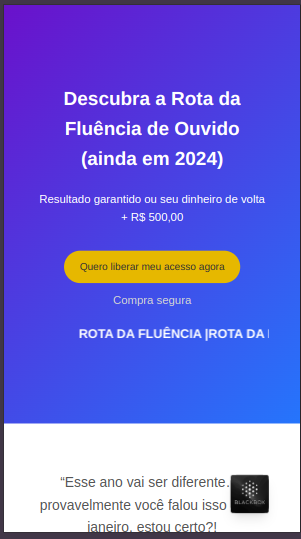 Descubra a Rota da
Fluência de Ouvido
(ainda em 2024)
Resultado garantido ou seu dinheiro de volta
+ R$ 500,00
Quero liberar meu acesso agora
Compra segura
ROTA DA FLUÊNCIA |ROTA DA
“Esse ano vai ser diferente.
provavelmente você falou isso
janeiro, estou certo?!
BLACKBOX